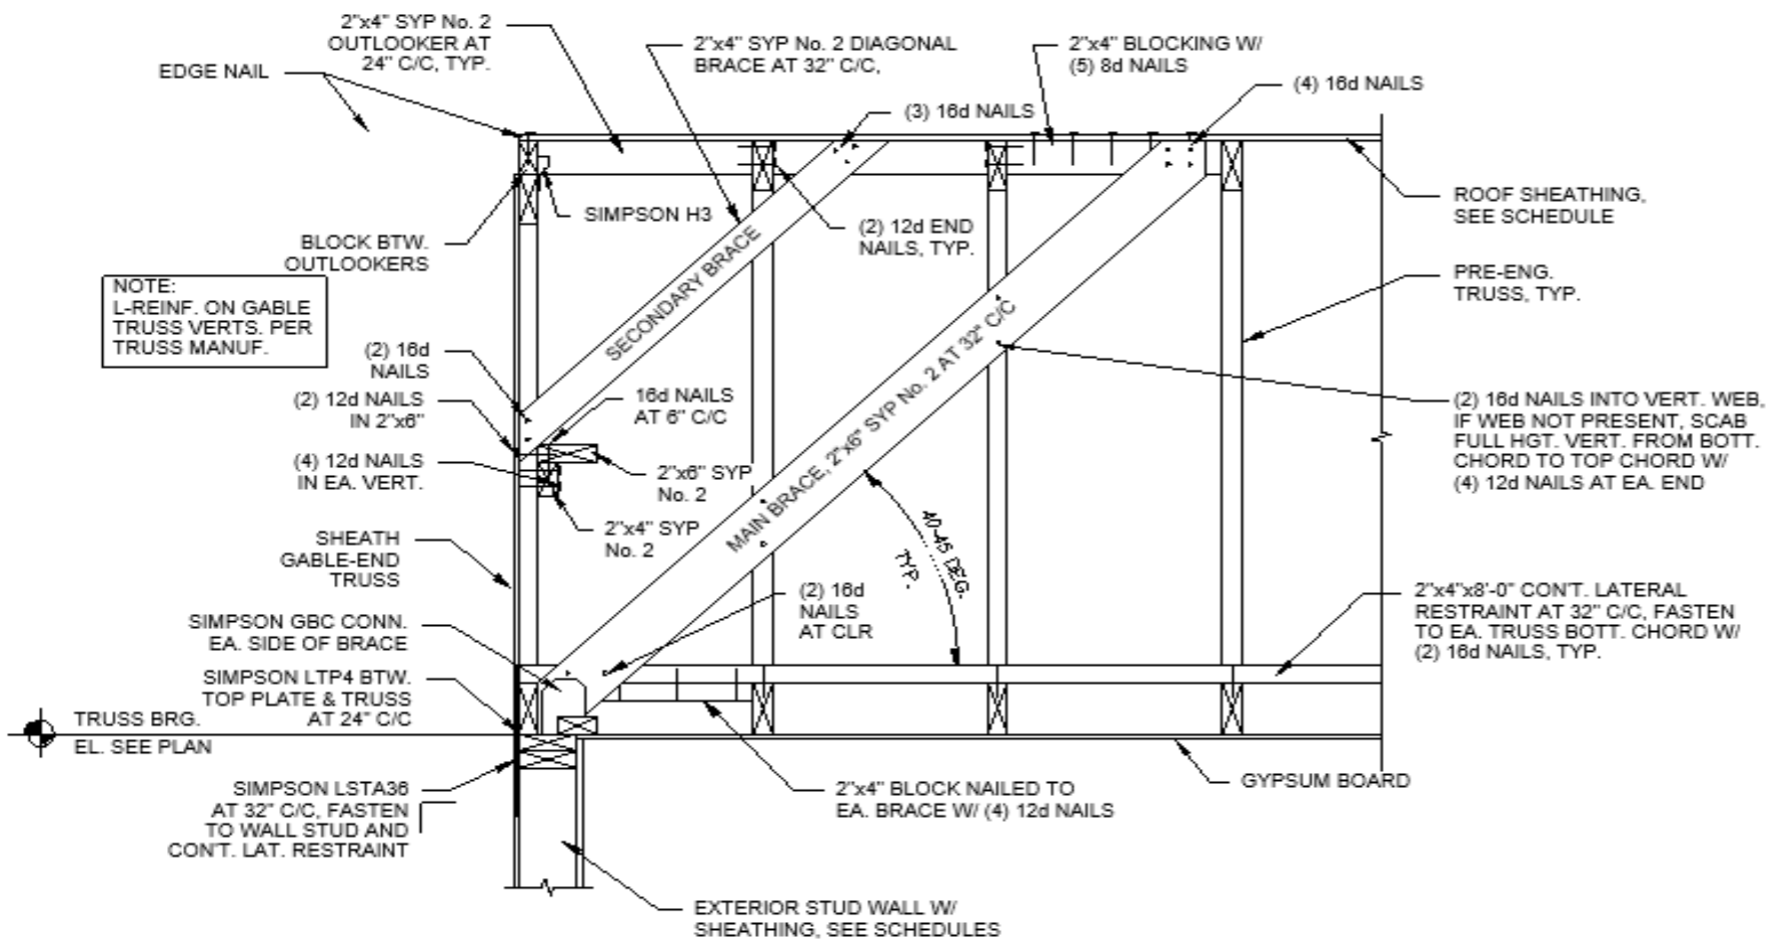 2"x4" SYP No. 2
OUTLOOKER AT
24" C/C, TYP.
2"x4" SYP No. 2 DIAGONAL
BRACE AT 32" C/C,
2"x4" BLOCKING W/
(5) 8d NAILS
EDGE NAIL
(4) 16d NAILS
(3) 16d NAILS
ROOF SHEATHING,
SEE SCHEDULE
SIMPSON H3
(2) 12d END
NAILS, TYP.
BLOCK BTW.
OUTLOOKERS
NOTE:
L-REINF. ON GABLE
TRUSS VERTS. PER
TRUSS MANUF.
PRE-ENG.
TRUSS, TYP.
SECONDARY BRACE
(2) 16d
NAILS
(2) 12d NAILS
IN 2"x6"
16d NAILS
AT 6" C/C
(4) 12d NAILS
IN EA. VERT.
2"x6" SYP
No. 2
2"x4" SYP
No. 2
MAIN BRACE, 2"x6" SYP No. 2 AT 32" C/C
(2) 16d NAILS INTO VERT. WEB,
IF WEB NOT PRESENT, SCAB
FULL HGT. VERT. FROM BOTT.
CHORD TO TOP CHORD W/
(4) 12d NAILS AT EA. END
40-45 DEG.
TYP.
SHEATH
GABLE-END
TRUSS
(2) 16d
NAILS
AT CLR
2"x4"x8'-0" CON'T. LATERAL
RESTRAINT AT 32" C/C, FASTEN
TO EA. TRUSS BOTT. CHORD W/
(2) 16d NAILS, TYP.
SIMPSON GBC CONN.
EA. SIDE OF BRACE
SIMPSON LTP4 BTW.
TOP PLATE & TRUSS
AT 24" C/C
TRUSS BRG.
EL. SEE PLAN
SIMPSON LSTA36
AT 32" C/C, FASTEN
TO WALL STUD AND
CON'T. LAT. RESTRAINT
2"x4" BLOCK NAILED TO
EA. BRACE W/ (4) 12d NAILS
GYPSUM BOARD
EXTERIOR STUD WALL W/
SHEATHING, SEE SCHEDULES